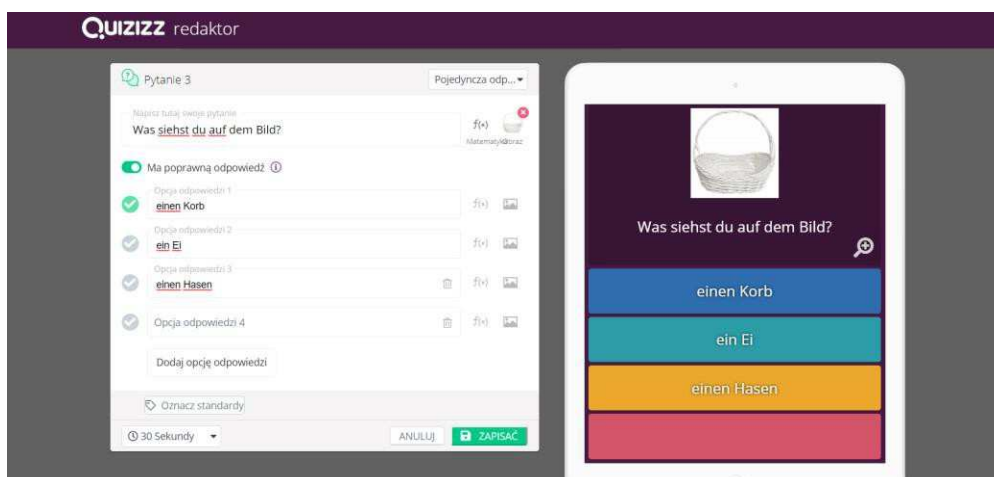 QUIZIZZ redaktor
Pytanie 3
Pojedyncza odp...
Napisz tutaj swoje pytanie
Was siehst du auf dem Bild?
f(•)
Matematyka
Obraz
Ma poprawną odpowiedź
Opcja odpowiedzi 1
einen Korb
f(•)
Opcja odpowiedzi 2
ein Ei
f(•)
Opcja odpowiedzi 3
einen Hasen
f(•)
Opcja odpowiedzi 4
f(•)
Dodaj opcję odpowiedzi
Oznacz standardy
30 Sekundy
ANULUJ
ZAPISAĆ
Was siehst du auf dem Bild?
einen Korb
ein Ei
einen Hasen